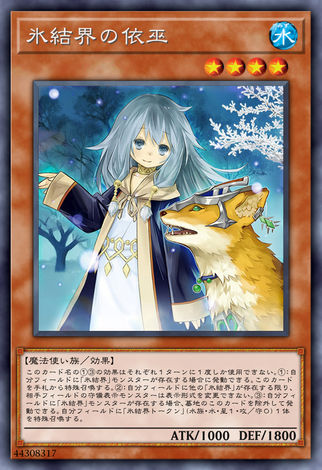 氷結界の依巫
水
【魔法使い族／効果】
このカード名の①③の効果はそれぞれ１ターンに１度しか使用できない。①：自
分フィールドに「氷結界」モンスターが存在する場合に発動できる。このカード
を手札から特殊召喚する。②：自分フィールドに他の「氷結界」が存在する限り、
相手フィールドの守備表示モンスターは表示形式を変更できない。③：自分フィー
ルドに「氷結界」モンスターが存在する場合、墓地のこのカードを除外して発
動できる。自分フィールドに「氷結界トークン」（水族・水・星１・攻／守０）１体
を特殊召喚する。
ATK/1000 DEF/1800
44308317